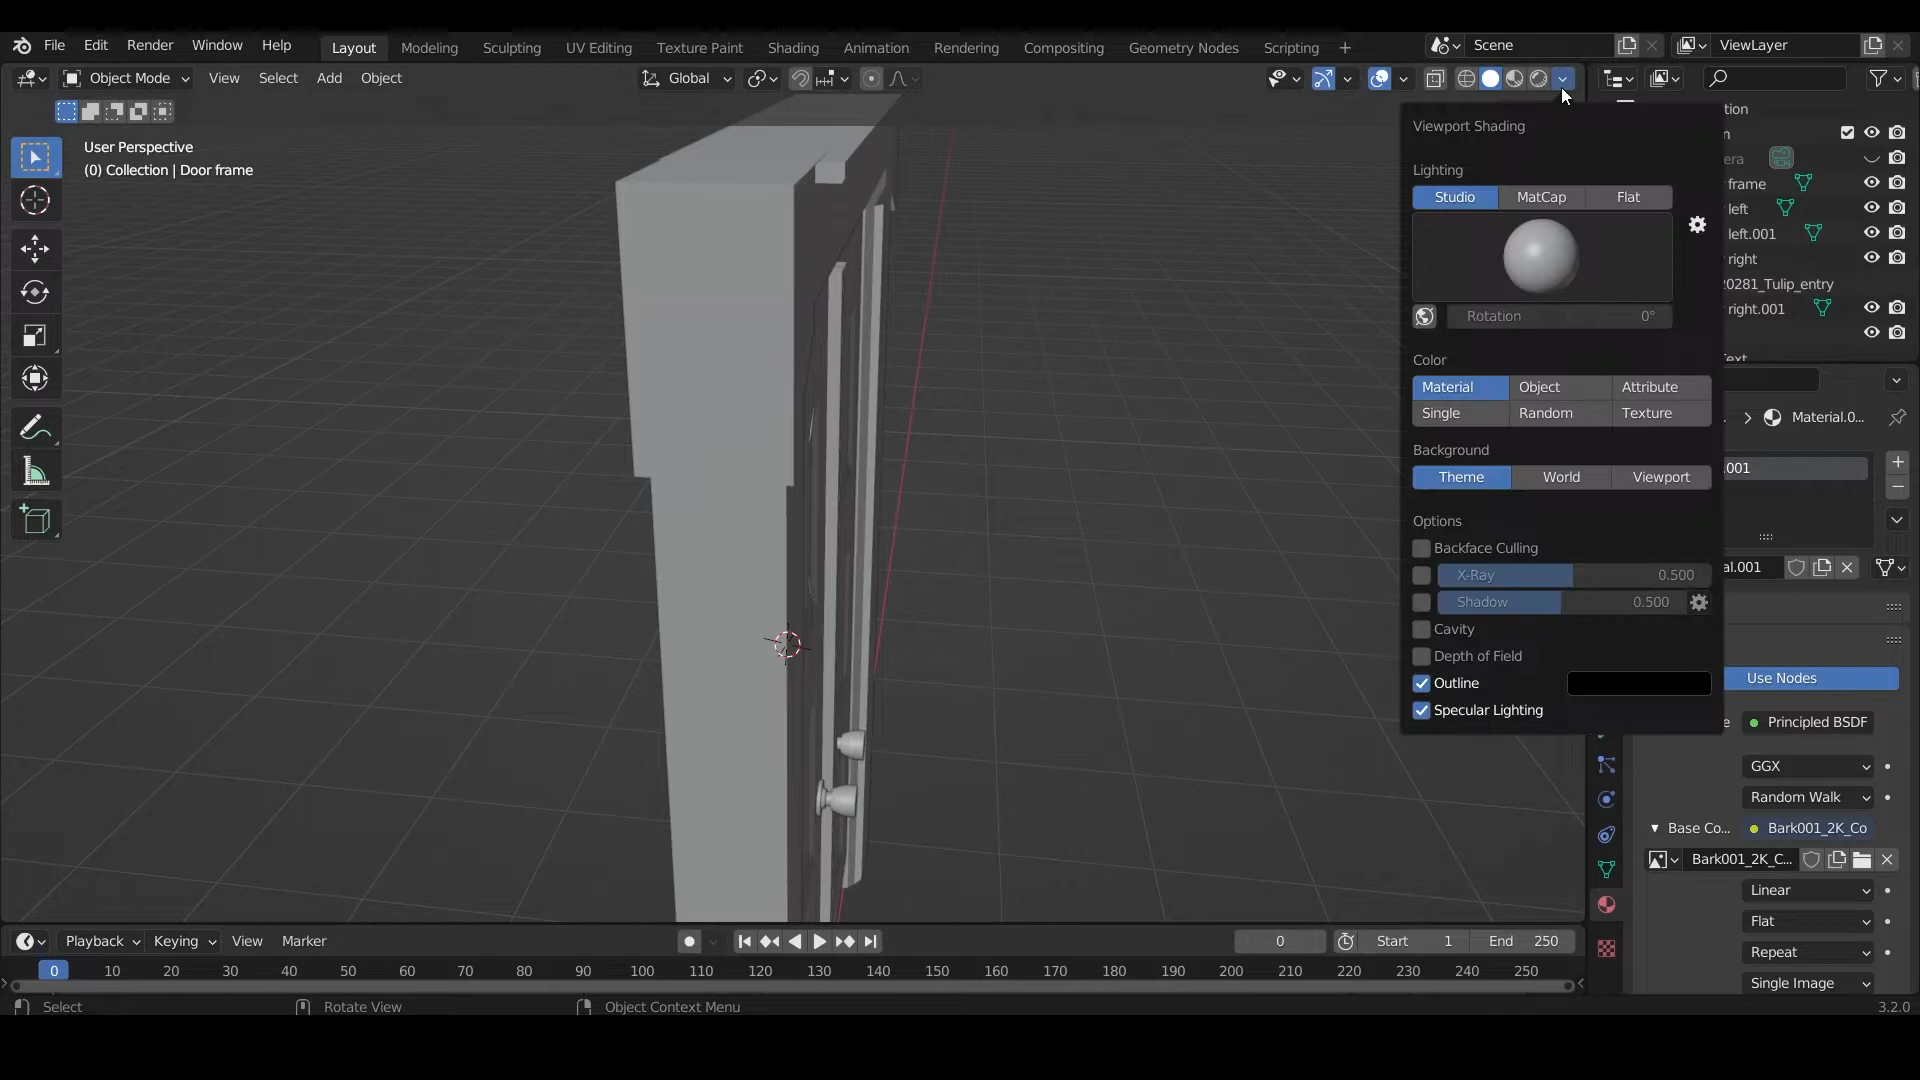 File Edit Render Window Help Layout Modeling Sculpting UV Editing Texture Paint Shading Animation Rendering Compositing Geometry Nodes Scripting + Scene ViewLayer
Object Mode View Select Add Object Global
User Perspective
(0) Collection | Door frame
Viewport Shading
Lighting
Studio MatCap Flat
Rotation 0°
Color
Material Object Attribute
Single Random Texture
Background
Theme World Viewport
Options
Backface Culling
X-Ray 0.500
Shadow 0.500
Cavity
Depth of Field
Outline
Specular Lighting
tion
n
era
frame
left
left.001
right
20281_Tulip_entry
right.001
Text
Material.0...
.001
al.001
Use Nodes
e Principled BSDF
GGX
Random Walk
Base Co... Bark001_2K_Co
Bark001_2K_C...
Linear
Flat
Repeat
Single Image
Playback Keying View Marker 0 Start 1 End 250
0 10 20 30 40 50 60 70 80 90 100 110 120 130 140 150 160 170 180 190 200 210 220 230 240 250
Select Rotate View Object Context Menu 3.2.0